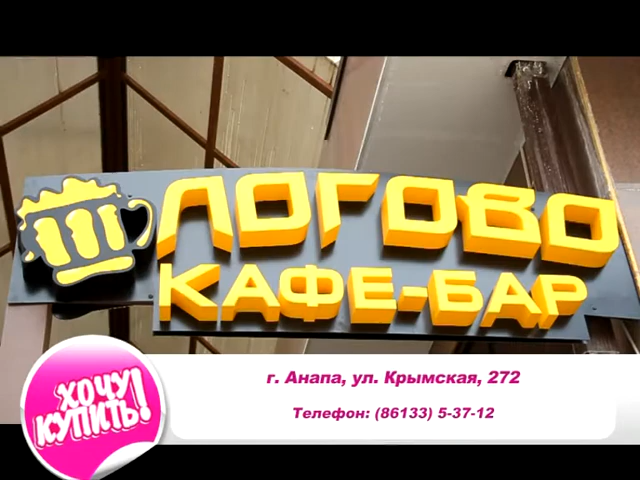 ЛОГОВО
КАФЕ-БАР
ХОЧУ
КУПИТЬ!
г. Анапа, ул. Крымская, 272
Телефон: (86133) 5-37-12